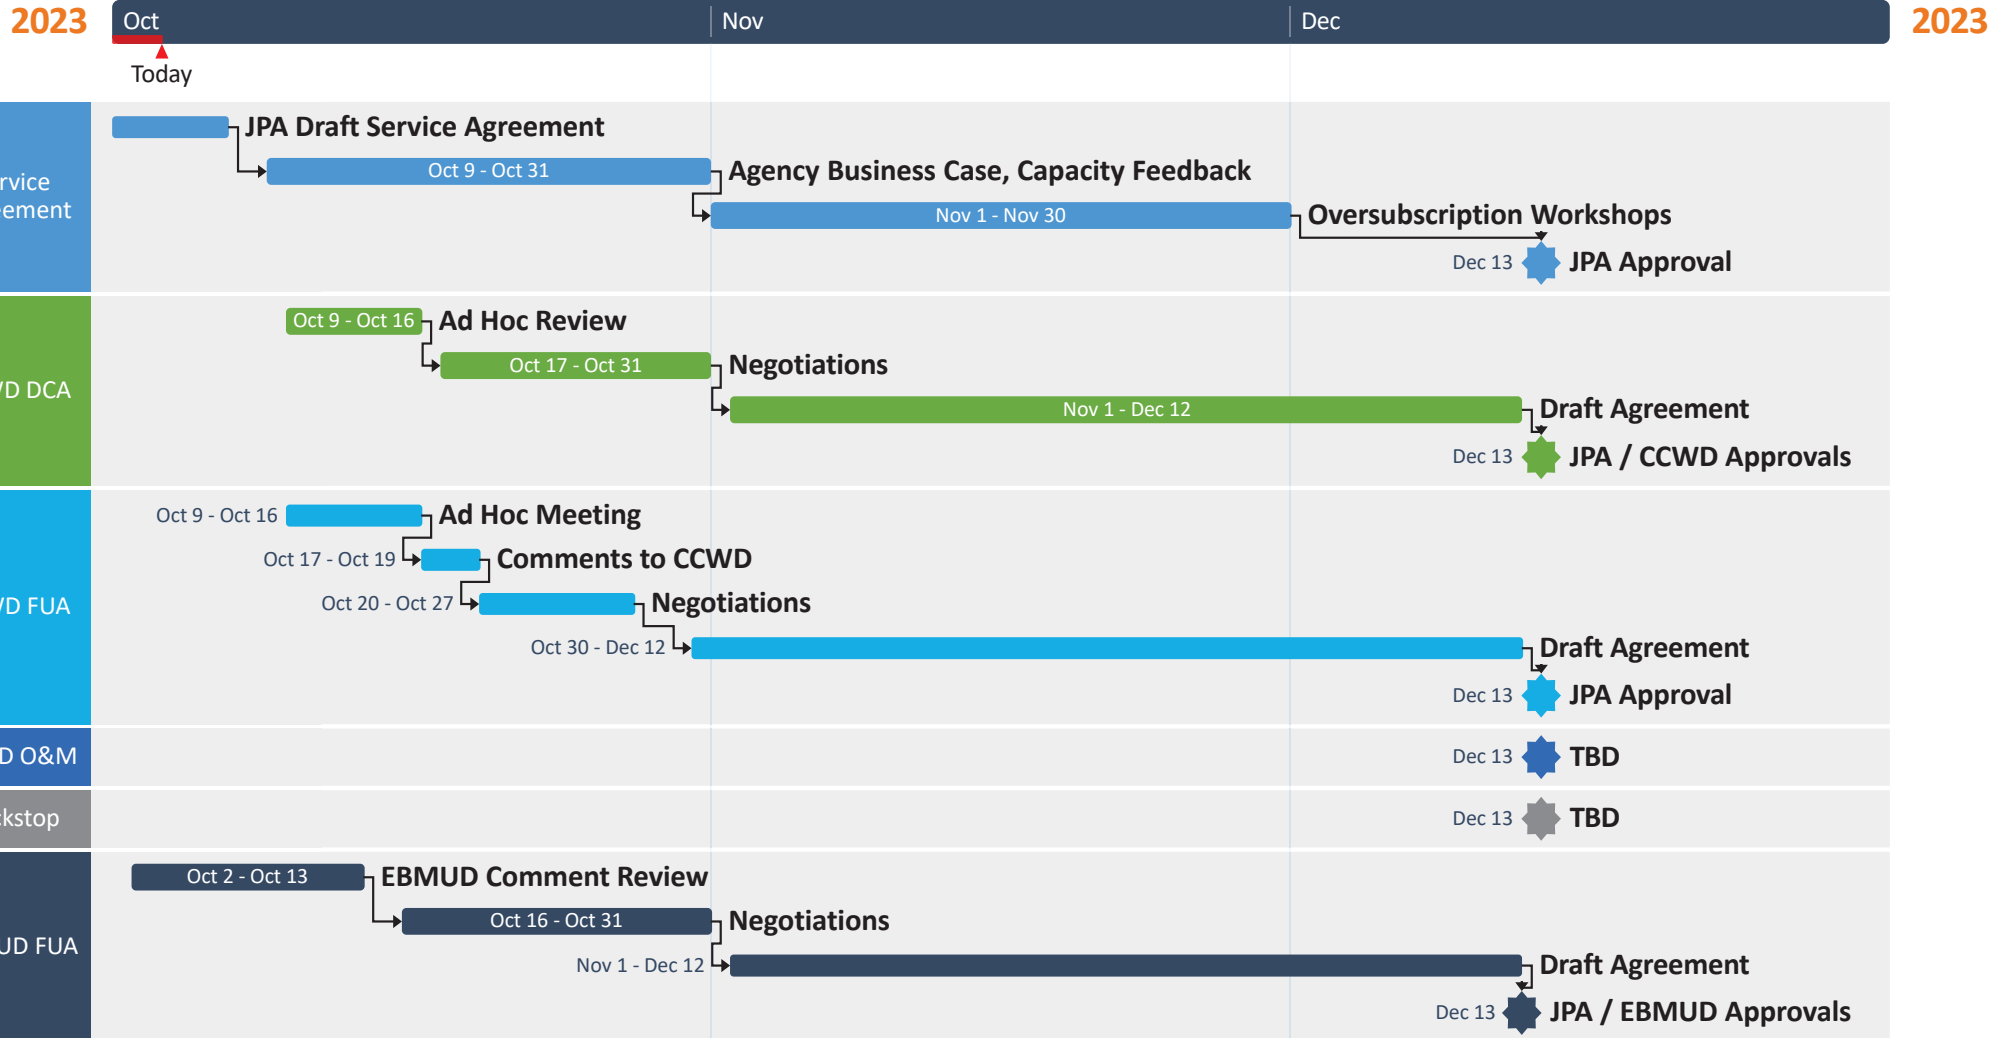 2023
Oct
Nov
Dec
2023
Today
JPA Draft Service Agreement
Oct 9 - Oct 31
Agency Business Case, Capacity Feedback
rvice
eement
Nov 1 - Nov 30
Oversubscription Workshops
Dec 13
JPA Approval
Oct 9 - Oct 16
Ad Hoc Review
Oct 17 - Oct 31
Negotiations
D DCA
Nov 1 - Dec 12
Draft Agreement
Dec 13
JPA / CCWD Approvals
Oct 9 - Oct 16
Ad Hoc Meeting
Oct 17 - Oct 19
Comments to CCWD
D FUA
Oct 20 - Oct 27
Negotiations
Oct 30 - Dec 12
Draft Agreement
Dec 13
JPA Approval
D O&M
Dec 13
TBD
kstop
Dec 13
TBD
Oct 2 - Oct 13
EBMUD Comment Review
Oct 16 - Oct 31
Negotiations
UD FUA
Nov 1 - Dec 12
Draft Agreement
Dec 13
JPA / EBMUD Approvals